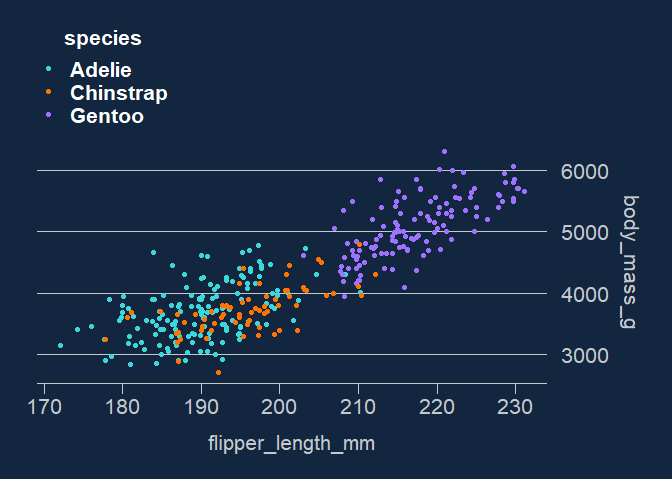 species
Adelie
Chinstrap
Gentoo
6000
5000
4000
3000
body_mass_g
170 180 190 200 210 220 230
flipper_length_mm